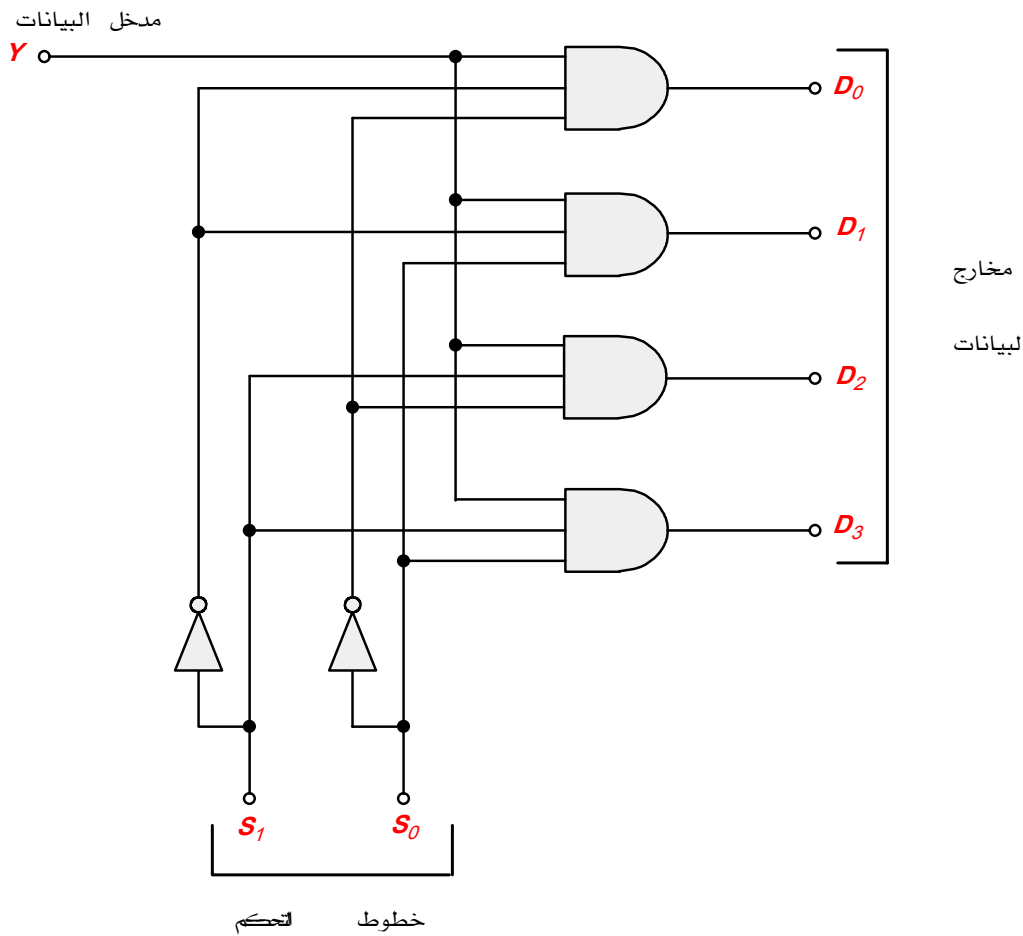 مدخل البيانات
Y
D0
D1
مخارج
لبيانات
D2
D3
S1 S0
خطوط التحكم